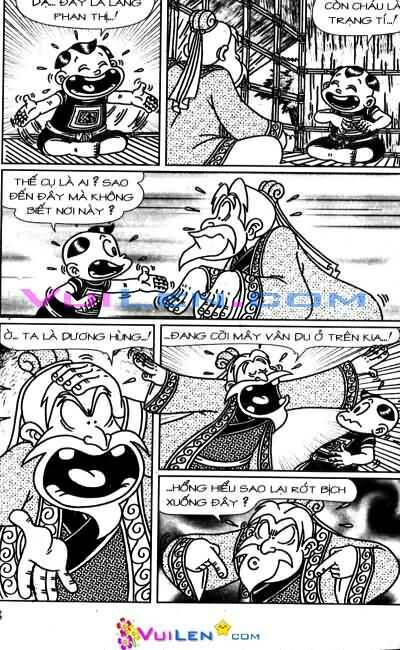 DẠ... ĐÂY LÀ LÀNG
PHAN THỊ...!
CÒN CHÁU LÀ
TRẠNG TÍ...!
THẾ CỤ LÀ AI ? SAO
ĐẾN ĐÂY MÀ KHÔNG
BIẾT NƠI NÀY ?
VUILEN.COM
Ờ... TA LÀ DƯƠNG HÙNG...!
...ĐANG CỠI MÂY VÂN DU Ở TRÊN KIA...!
...HỔNG HIỂU SAO LẠI RỚT BỊCH
XUỐNG ĐÂY ?
VUILEN.COM